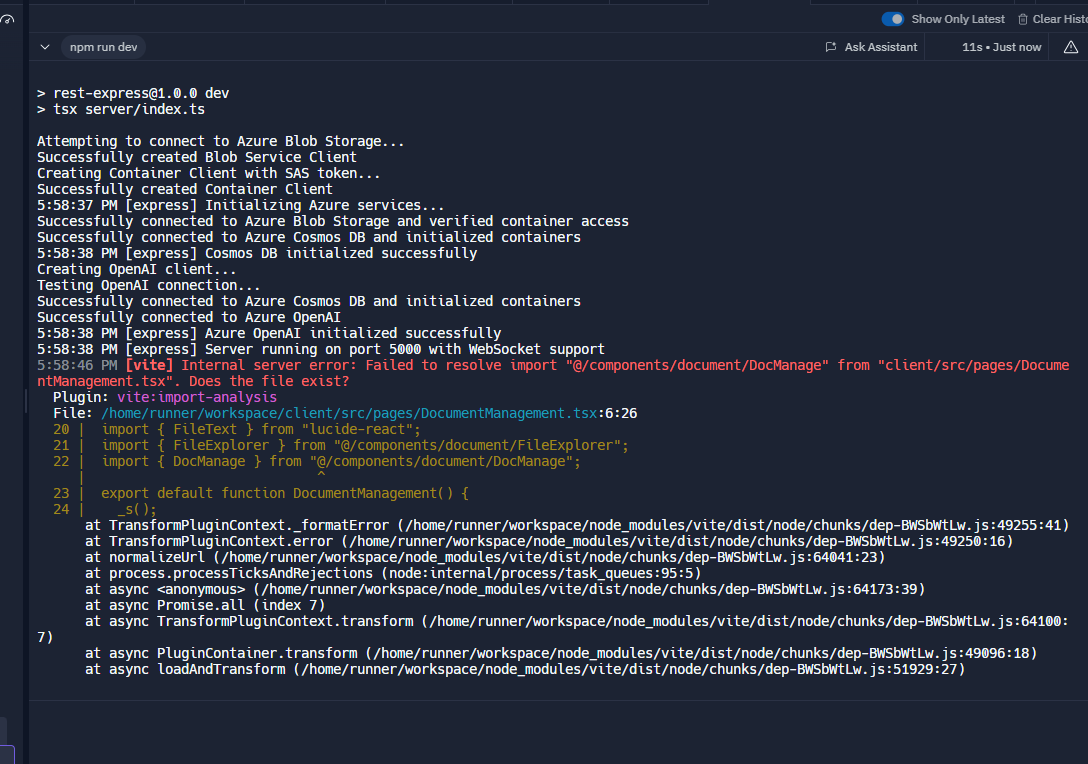 Show Only Latest Clear Histo
npm run dev Ask Assistant 11s • Just now
> rest-express@1.0.0 dev
> tsx server/index.ts
Attempting to connect to Azure Blob Storage...
Successfully created Blob Service Client
Creating Container Client with SAS token...
Successfully created Container Client
5:58:37 PM [express] Initializing Azure services...
Successfully connected to Azure Blob Storage and verified container access
Successfully connected to Azure Cosmos DB and initialized containers
5:58:38 PM [express] Cosmos DB initialized successfully
Creating OpenAI client...
Testing OpenAI connection...
Successfully connected to Azure Cosmos DB and initialized containers
Successfully connected to Azure OpenAI
5:58:38 PM [express] Azure OpenAI initialized successfully
5:58:38 PM [express] Server running on port 5000 with WebSocket support
5:58:46 PM [vite] Internal server error: Failed to resolve import "@/components/document/DocManage" from "client/src/pages/Docume
ntManagement.tsx". Does the file exist?
Plugin: vite:import-analysis
File: /home/runner/workspace/client/src/pages/DocumentManagement.tsx:6:26
20 | import { FileText } from "lucide-react";
21 | import { FileExplorer } from "@/components/document/FileExplorer";
22 | import { DocManage } from "@/components/document/DocManage";
| ^
23 | export default function DocumentManagement() {
24 | _s();
at TransformPluginContext._formatError (/home/runner/workspace/node_modules/vite/dist/node/chunks/dep-BWSbWtLw.js:49255:41)
at TransformPluginContext.error (/home/runner/workspace/node_modules/vite/dist/node/chunks/dep-BWSbWtLw.js:49250:16)
at normalizeUrl (/home/runner/workspace/node_modules/vite/dist/node/chunks/dep-BWSbWtLw.js:64041:23)
at process.processTicksAndRejections (node:internal/process/task_queues:95:5)
at async <anonymous> (/home/runner/workspace/node_modules/vite/dist/node/chunks/dep-BWSbWtLw.js:64173:39)
at async Promise.all (index 7)
at async TransformPluginContext.transform (/home/runner/workspace/node_modules/vite/dist/node/chunks/dep-BWSbWtLw.js:64100:
7)
at async PluginContainer.transform (/home/runner/workspace/node_modules/vite/dist/node/chunks/dep-BWSbWtLw.js:49096:18)
at async loadAndTransform (/home/runner/workspace/node_modules/vite/dist/node/chunks/dep-BWSbWtLw.js:51929:27)